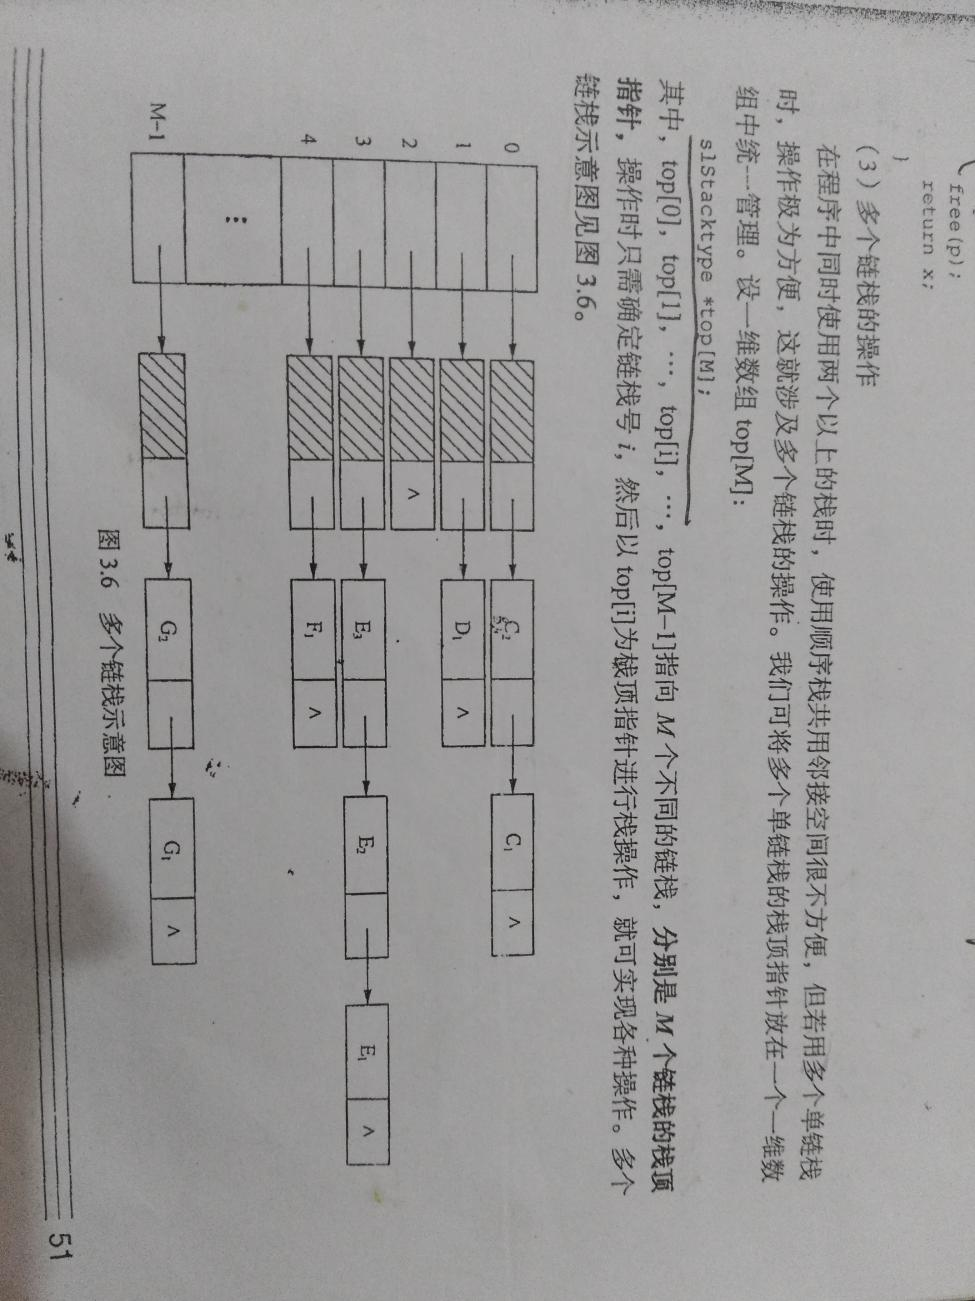 free(p);
return x;
}
（3）多个链栈的操作
在程序中同时使用两个以上的栈时，使用顺序栈共用邻接空间很不方便，但若用多个单链栈
时，操作极为方便，这就涉及多个链栈的操作。我们可将多个单链栈的栈顶指针放在一个一维数
组中统一管理。设一维数组 top[M]:
slStacktype *top[M];
其中，top[0]，top[1]，…，top[i]，…，top[M-1]指向 M 个不同的链栈，分别是 M 个链栈的栈顶
指针，操作时只需确定链栈号 i，然后以 top[i]为栈顶指针进行栈操作，就可实现各种操作。多个
链栈示意图见图 3.6。
0 C₂ C₁ ∧
1 D₁ ∧
2 ∧
3 E₃ E₂ E₁ ∧
4 F₁ ∧
⋮
M-1 G₂ G₁ ∧
图 3.6 多个链栈示意图
51